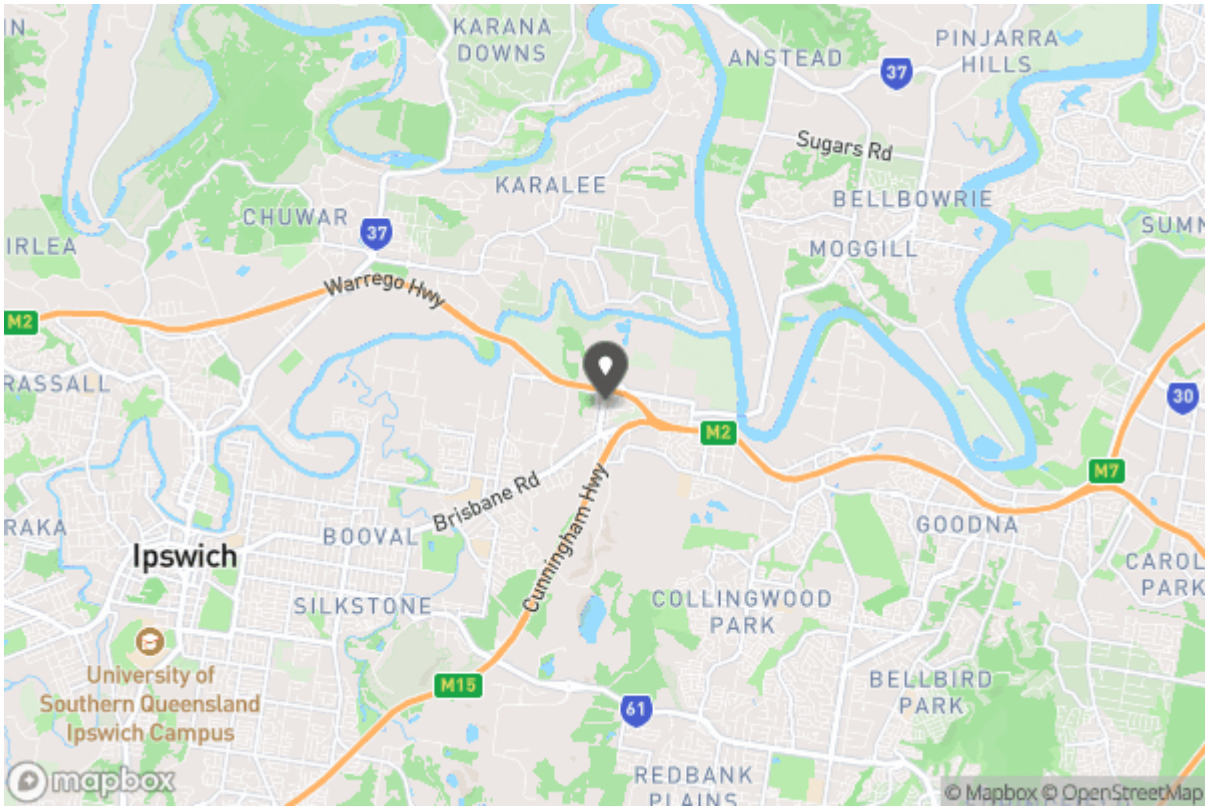 IN
KARANA
DOWNS
ANSTEAD
37
PINJARRA
HILLS
Sugars Rd
KARALEE
BELLBOWRIE
CHUWAR
37
IRLEA
MOGGILL
SUMN
Warrego Hwy
M2
RASSALL
30
M2
M7
Brisbane Rd
Cunningham Hwy
RAKA
BOOVAL
GOODNA
Ipswich
CAROL
PARK
SILKSTONE
COLLINGWOOD
PARK
University of
Southern Queensland
Ipswich Campus
M15
BELLBIRD
PARK
61
REDBANK
PLAINS
mapbox
© Mapbox © OpenStreetMap